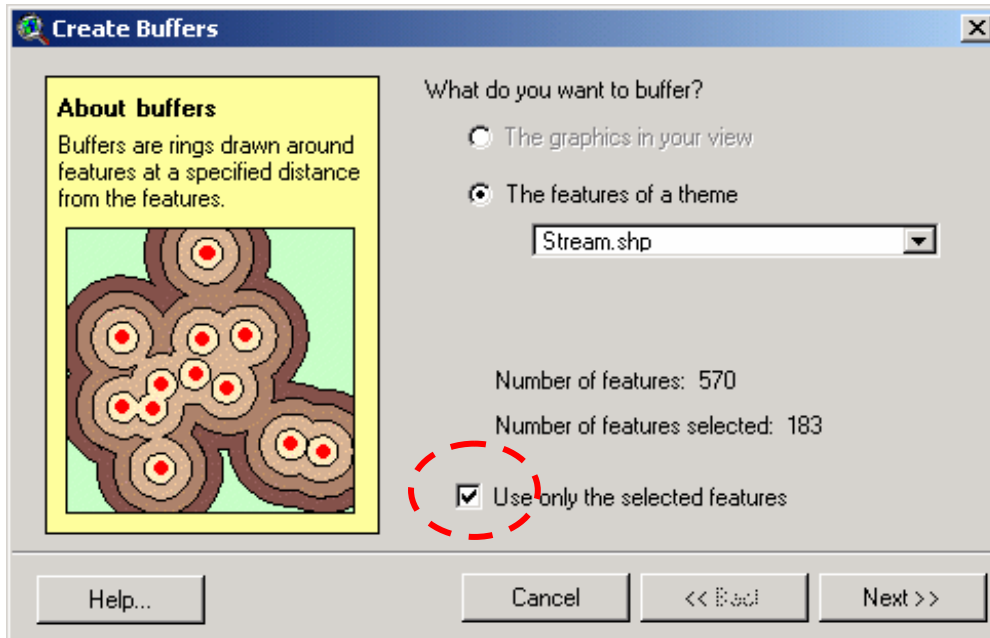 Create Buffers
About buffers
Buffers are rings drawn around
features at a specified distance
from the features.
What do you want to buffer?
The graphics in your view
The features of a theme
Stream.shp
Number of features: 570
Number of features selected: 183
Use only the selected features
Help...
Cancel
<< Back
Next >>